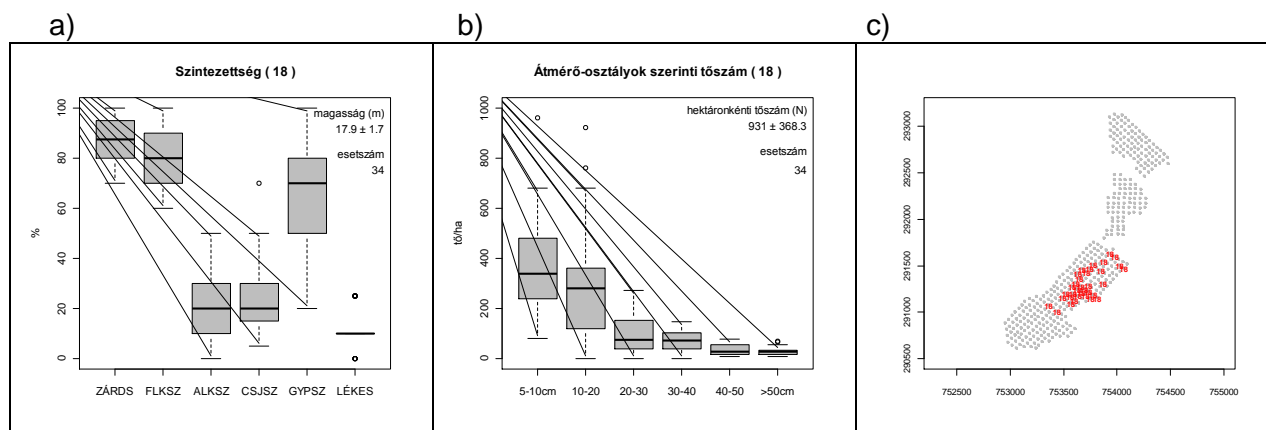 a)
b)
c)
Szintezettség ( 18 )
magasság (m)
17.9 ± 1.7
esetszám
34
%
0
20
40
60
80
100
ZÁRDS FLKSZ ALKSZ CSJSZ GYPSZ LÉKES
Átmérő-osztályok szerinti tőszám ( 18 )
hektáronkénti tőszám (N)
931 ± 368.3
esetszám
34
tő/ha
0
200
400
600
800
1000
5-10cm 10-20 20-30 30-40 40-50 >50cm
290500
291000
291500
292000
292500
293000
752500 753000 753500 754000 754500 755000
18